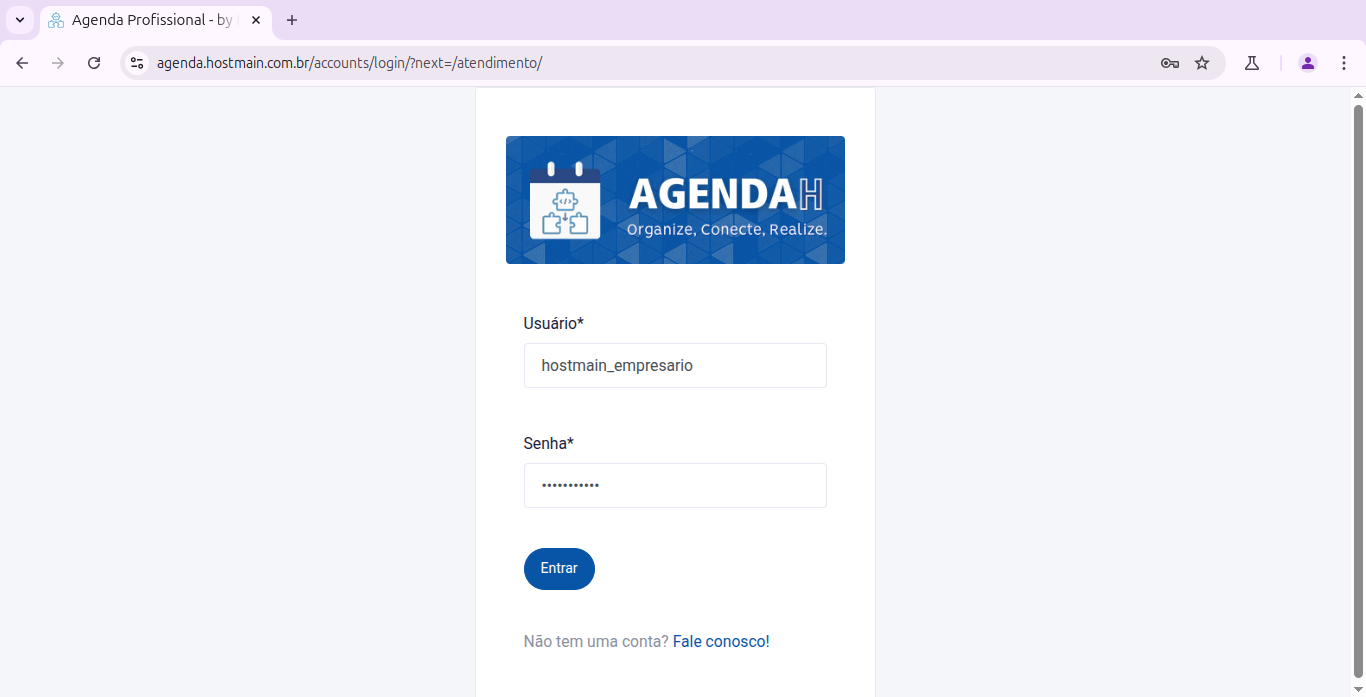 Agenda Profissional - by
agenda.hostmain.com.br/accounts/login/?next=/atendimento/
AGENDAH
Organize, Conecte, Realize.
Usuário*
hostmain_empresario
Senha*
•••••••••••
Entrar
Não tem uma conta? Fale conosco!